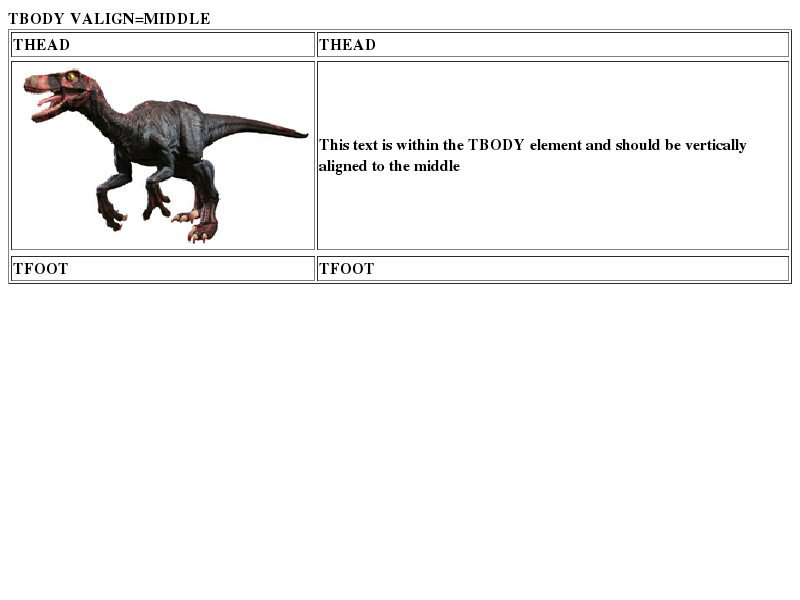 TBODY VALIGN=MIDDLE
THEAD THEAD
This text is within the TBODY element and should be vertically
aligned to the middle
TFOOT TFOOT